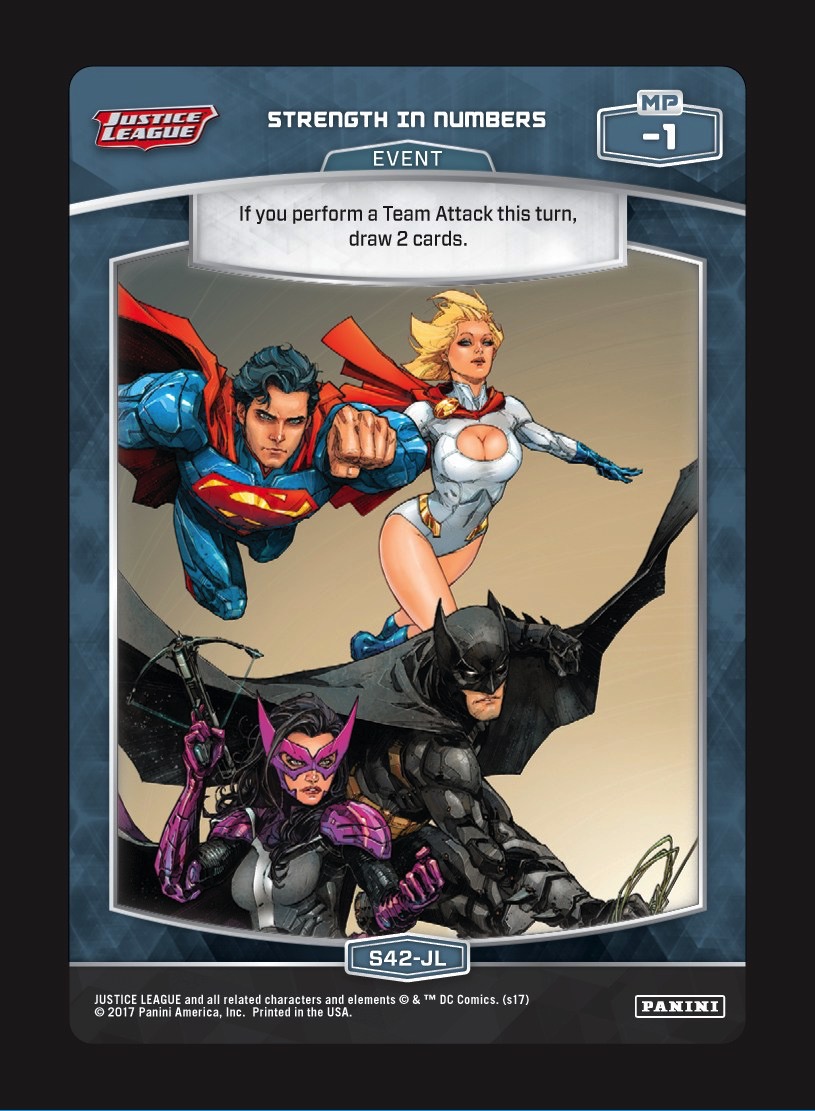 JUSTICE
LEAGUE
STRENGTH IN NUMBERS
MP
-1
EVENT
If you perform a Team Attack this turn,
draw 2 cards.
S42-JL
JUSTICE LEAGUE and all related characters and elements © & ™ DC Comics. (s17)
© 2017 Panini America, Inc. Printed in the USA.
PANINI